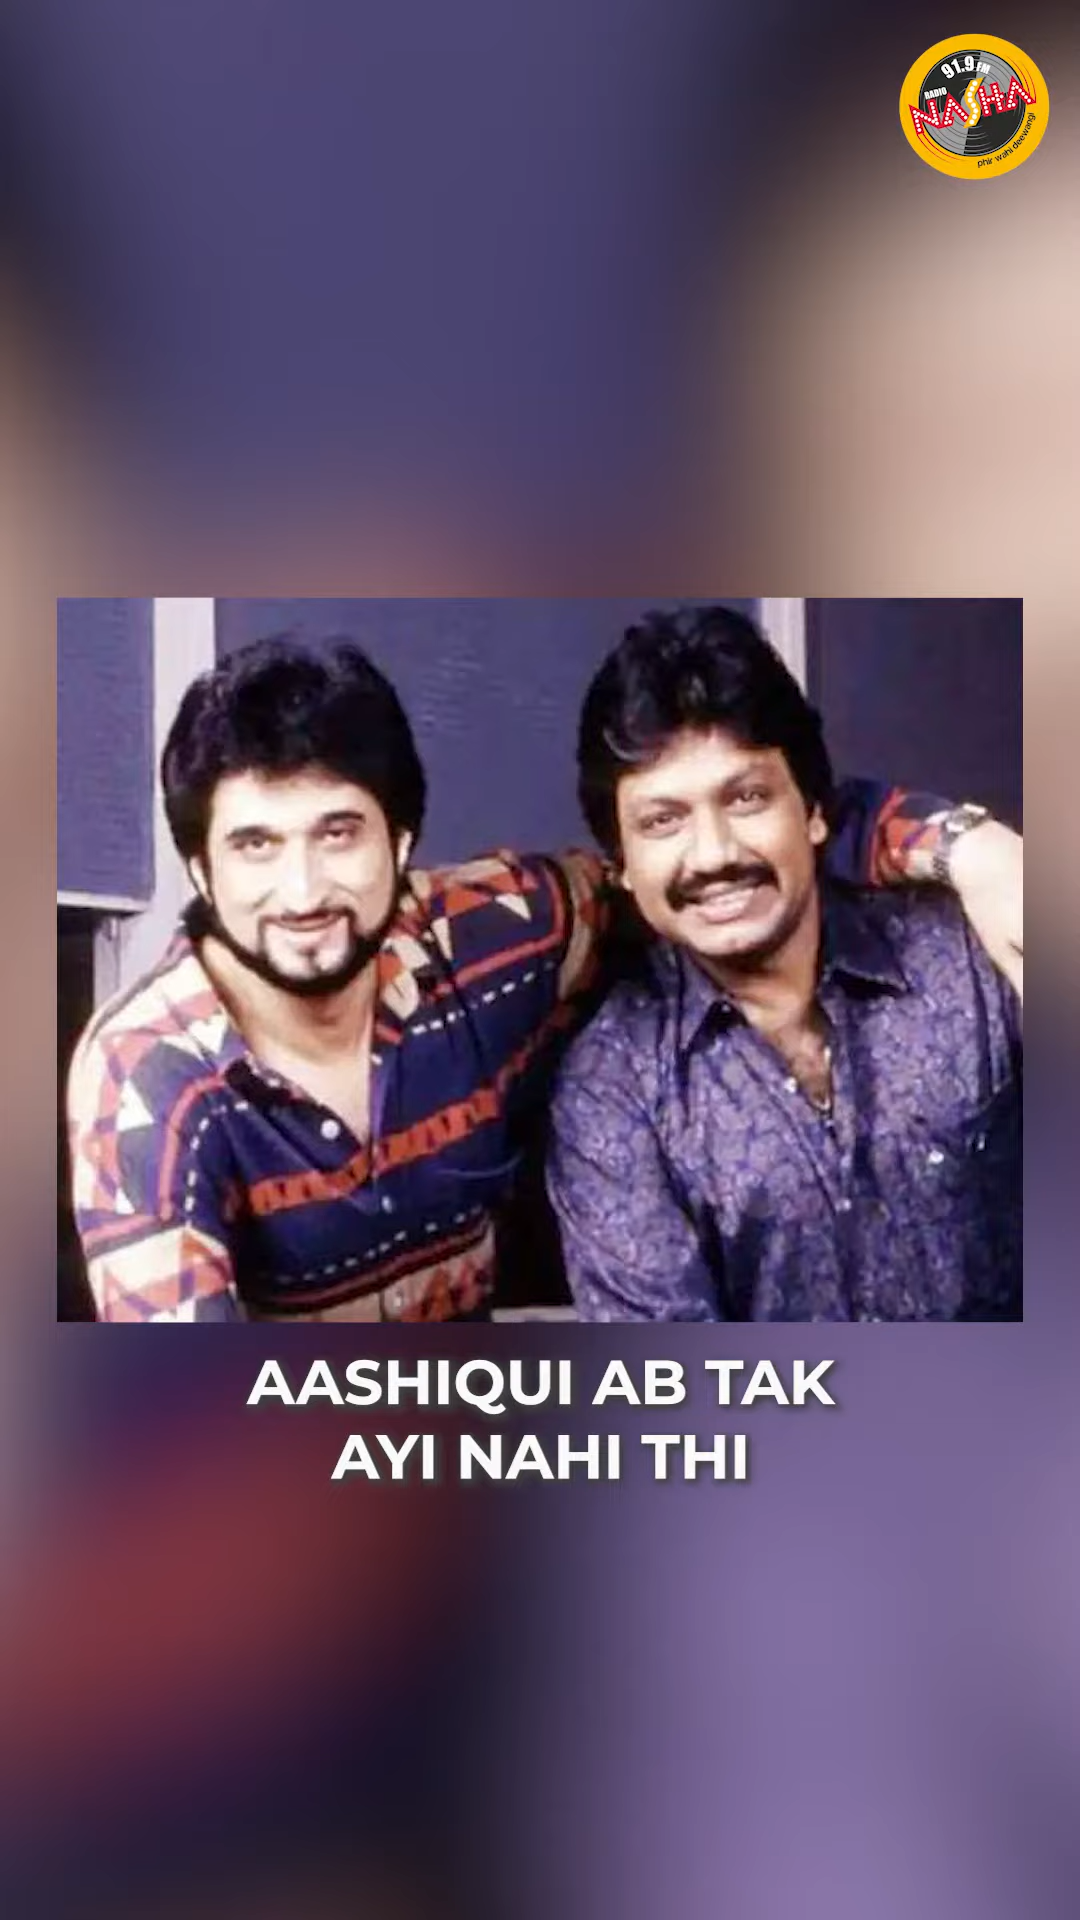 91.9 FM
RADIO
NASHA
phir wahi deewangi
AASHIQUI AB TAK
AYI NAHI THI